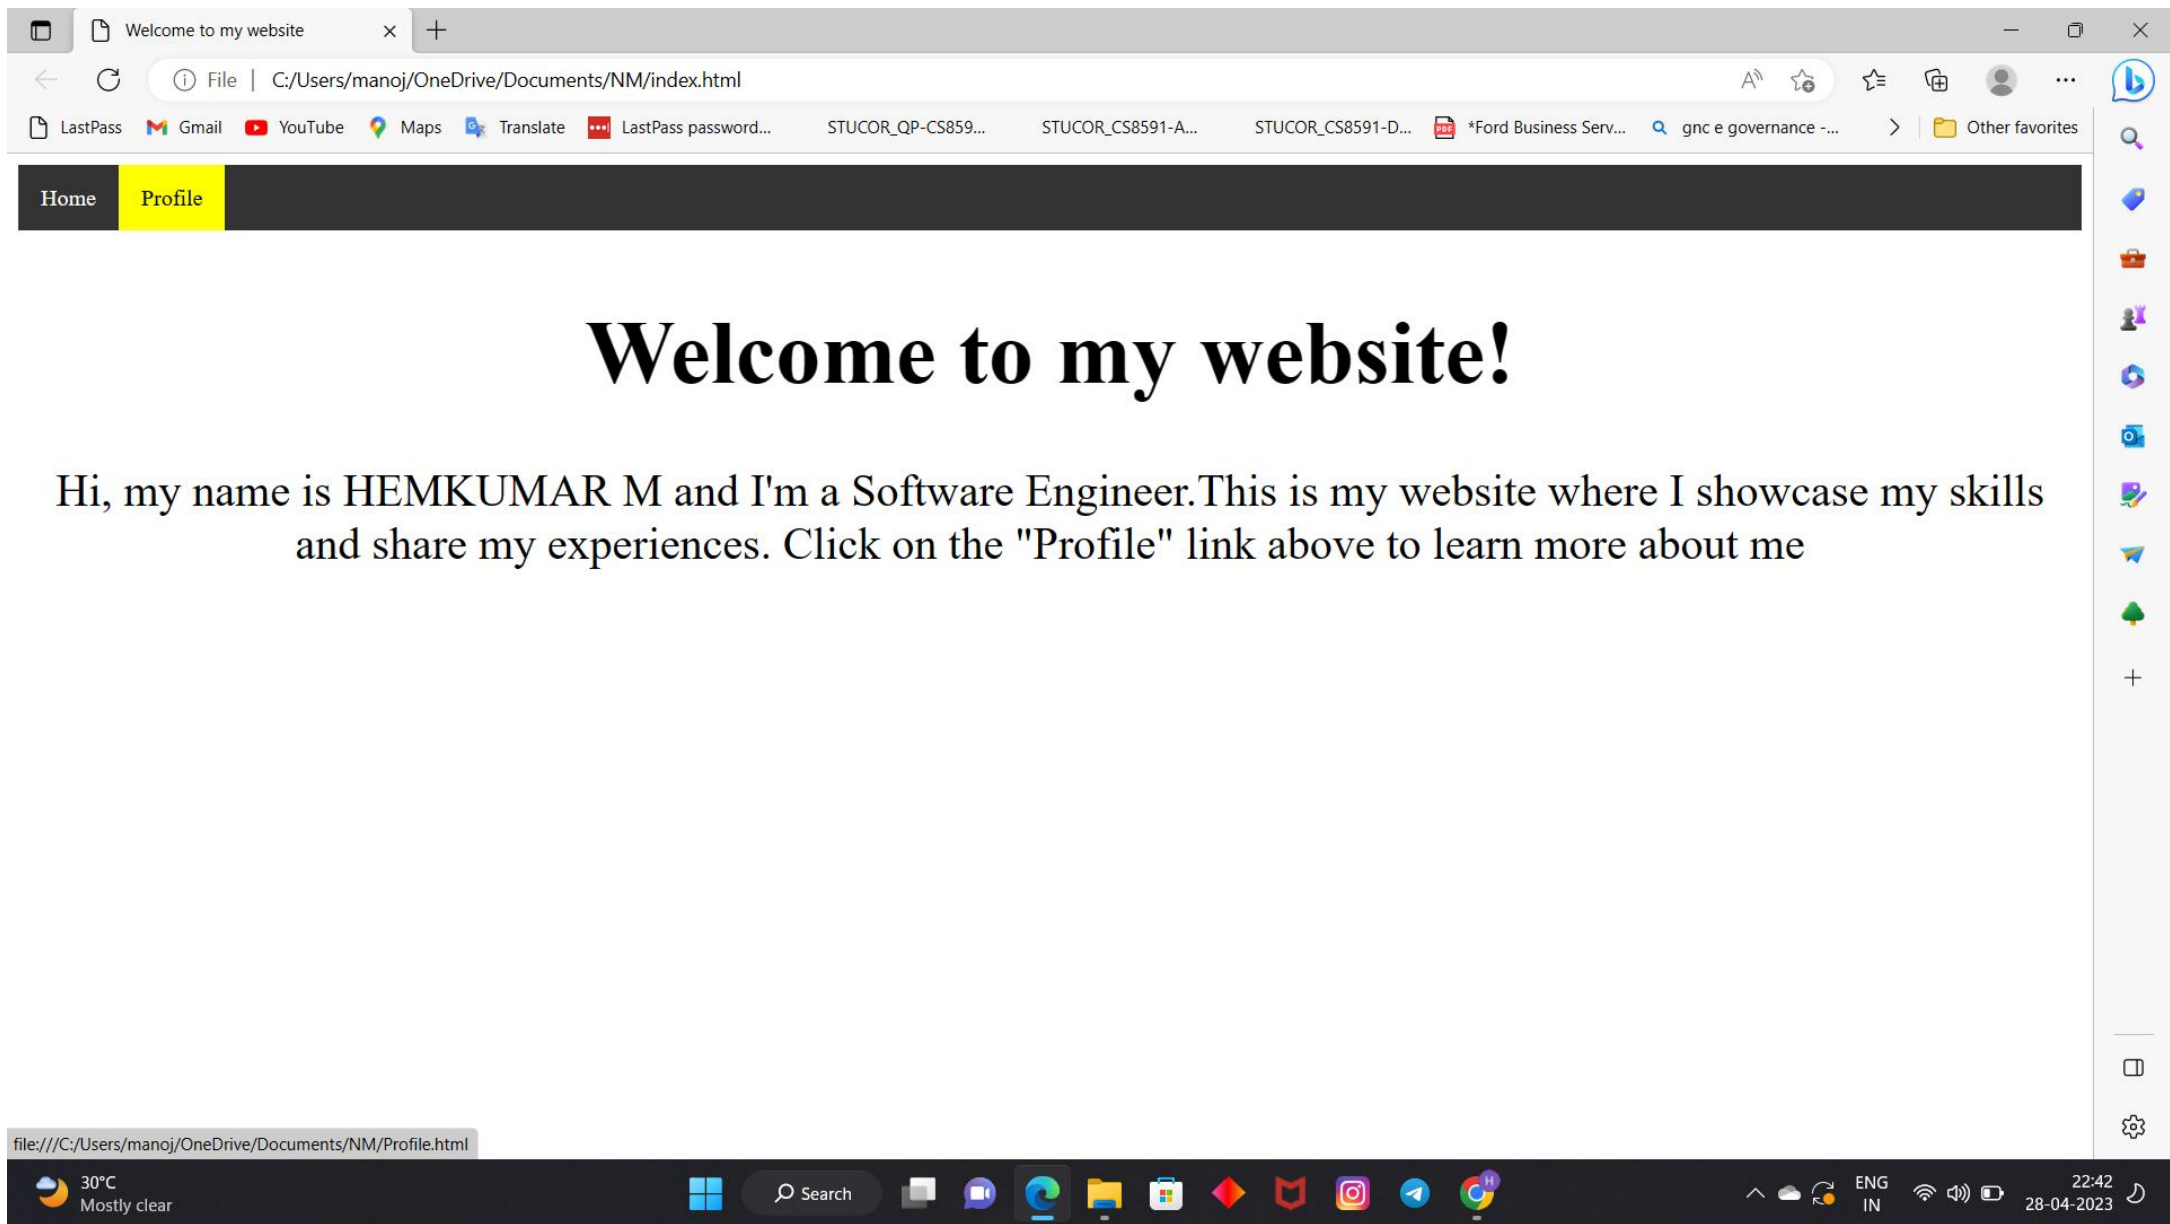 Welcome to my website
File | C:/Users/manoj/OneDrive/Documents/NM/index.html
LastPass Gmail YouTube Maps Translate LastPass password... STUCOR_QP-CS859... STUCOR_CS8591-A... STUCOR_CS8591-D... *Ford Business Serv... gnc e governance -... Other favorites
Home Profile
Welcome to my website!
Hi, my name is HEMKUMAR M and I'm a Software Engineer.This is my website where I showcase my skills
and share my experiences. Click on the "Profile" link above to learn more about me
file:///C:/Users/manoj/OneDrive/Documents/NM/Profile.html
30°C
Mostly clear
Search
ENG
IN
22:42
28-04-2023